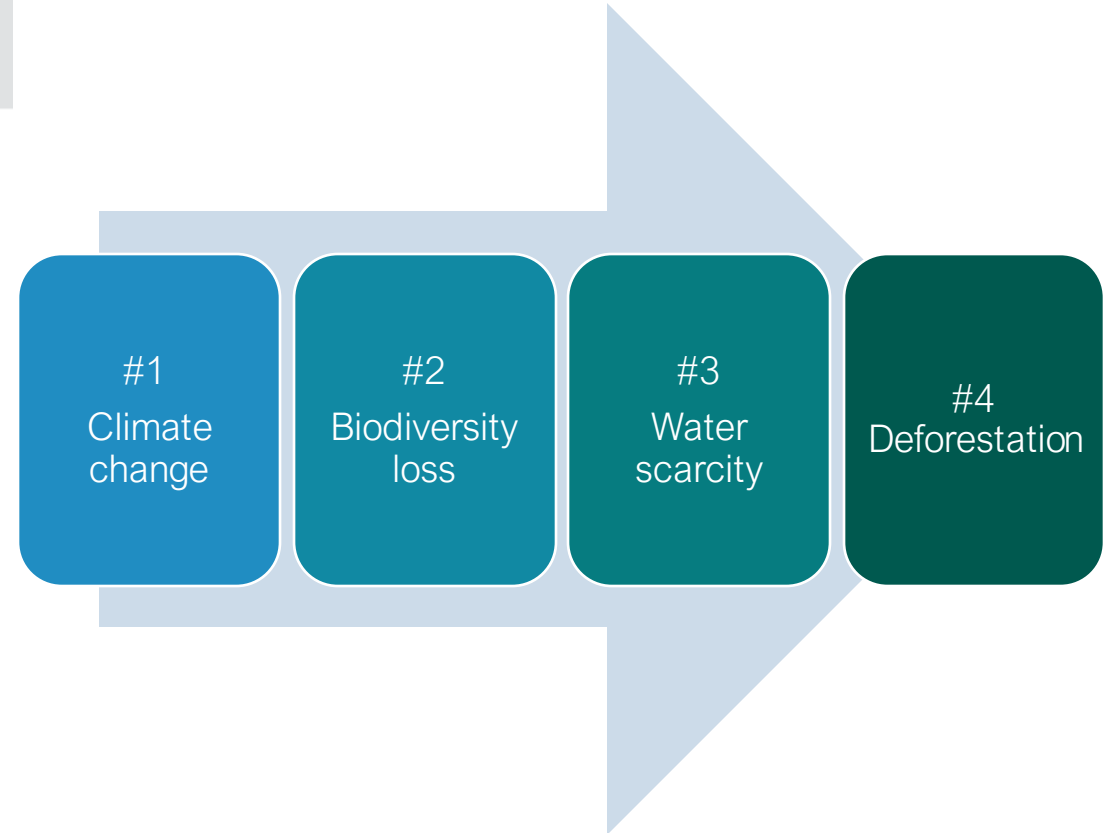 #1
Climate
change
#2
Biodiversity
loss
#3
Water
scarcity
#4
Deforestation